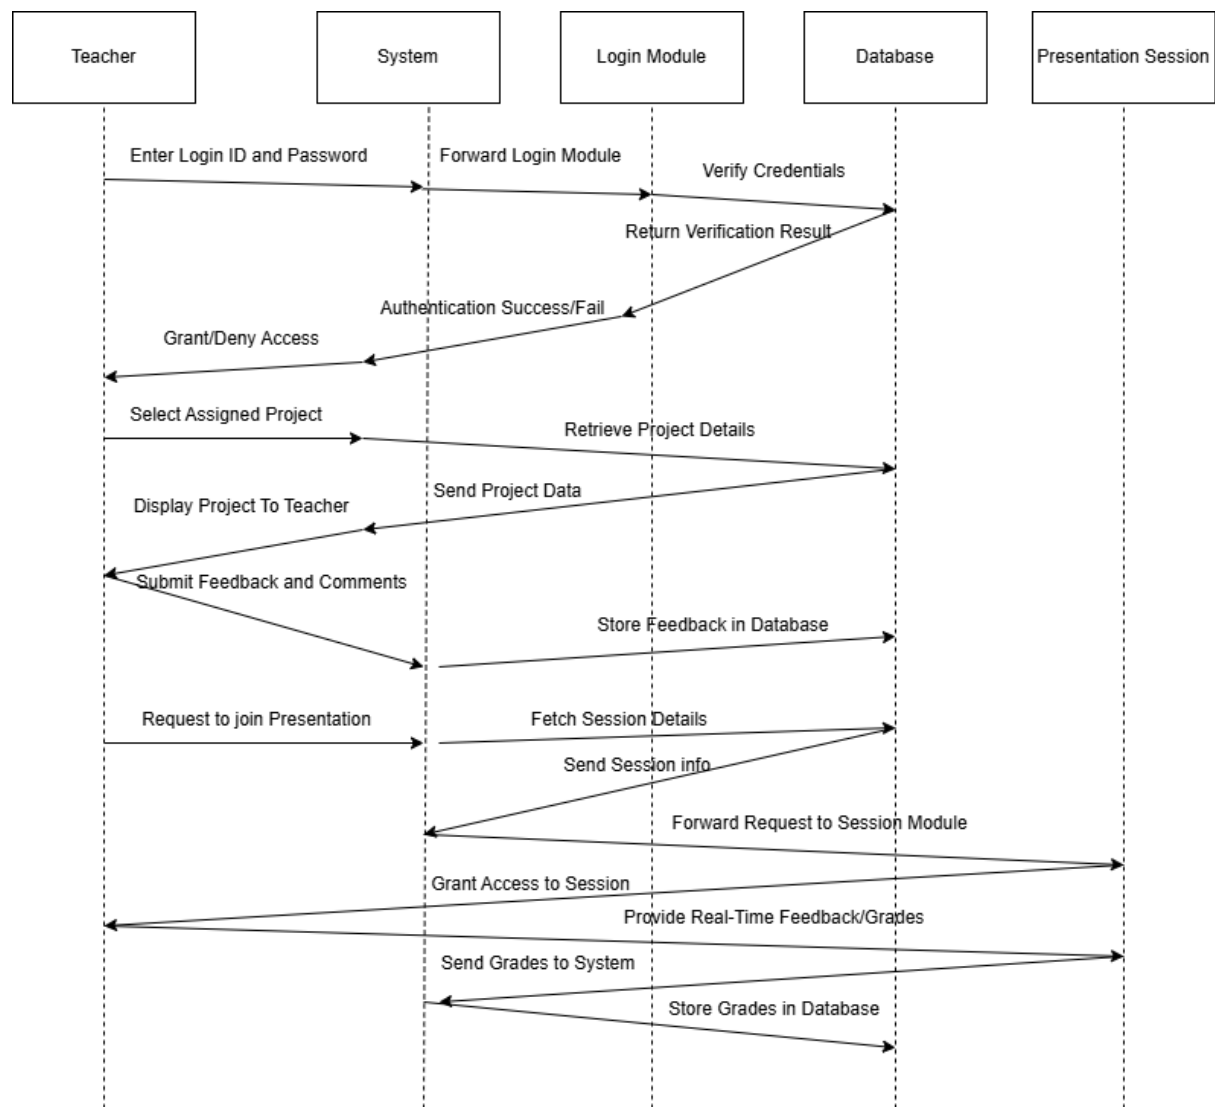 Teacher
System
Login Module
Database
Presentation Session
Enter Login ID and Password
Forward Login Module
Verify Credentials
Return Verification Result
Authentication Success/Fail
Grant/Deny Access
Select Assigned Project
Retrieve Project Details
Send Project Data
Display Project To Teacher
Submit Feedback and Comments
Store Feedback in Database
Request to join Presentation
Fetch Session Details
Send Session info
Forward Request to Session Module
Grant Access to Session
Provide Real-Time Feedback/Grades
Send Grades to System
Store Grades in Database